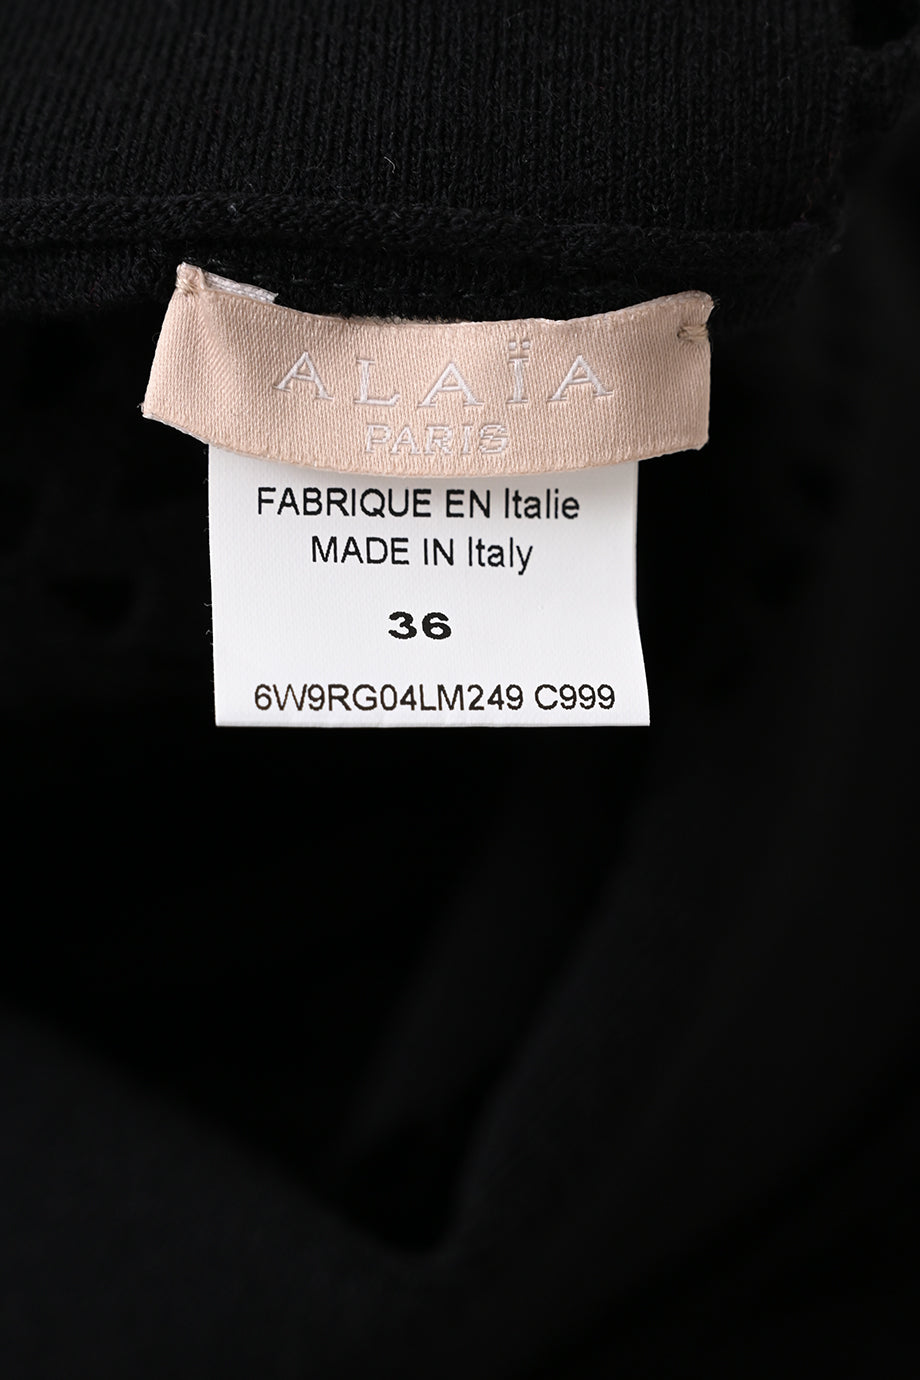 ALAÏA
PARIS
FABRIQUE EN Italie
MADE IN Italy
36
6W9RG04LM249 C999